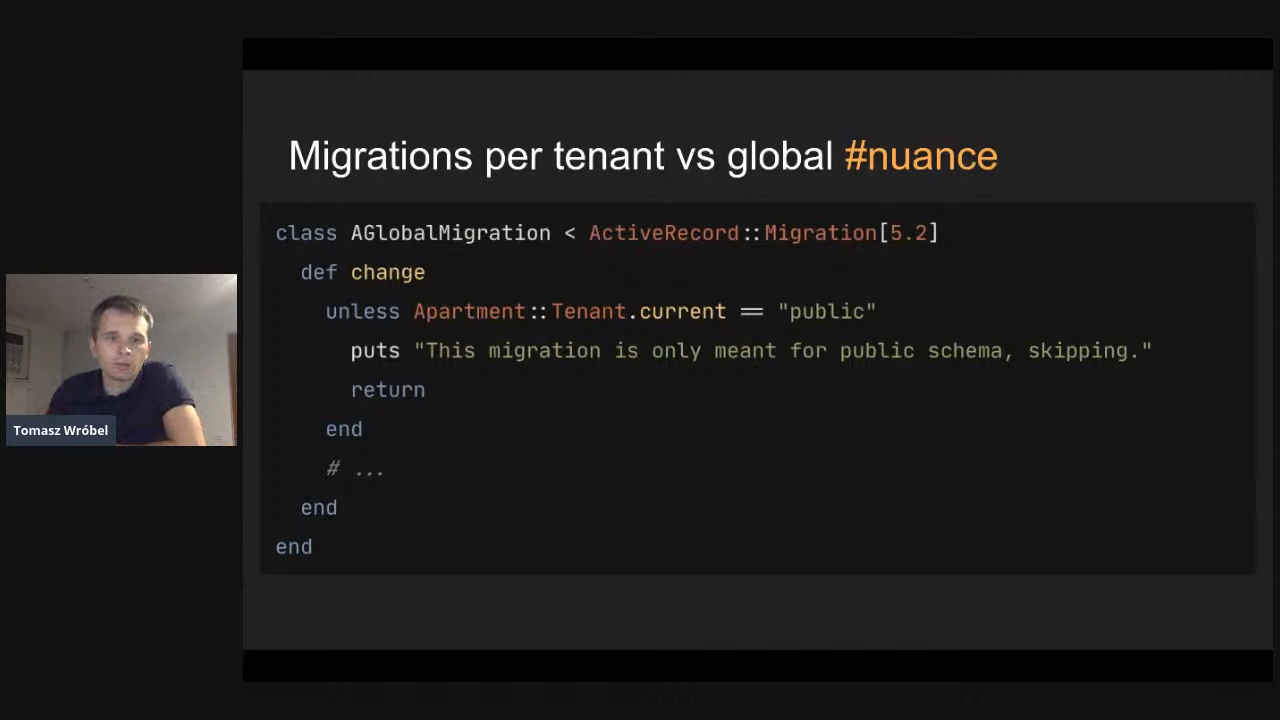 Migrations per tenant vs global #nuance
class AGlobalMigration < ActiveRecord::Migration[5.2]
def change
unless Apartment::Tenant.current == "public"
puts "This migration is only meant for public schema, skipping."
return
end
# ...
end
end
Tomasz Wróbel